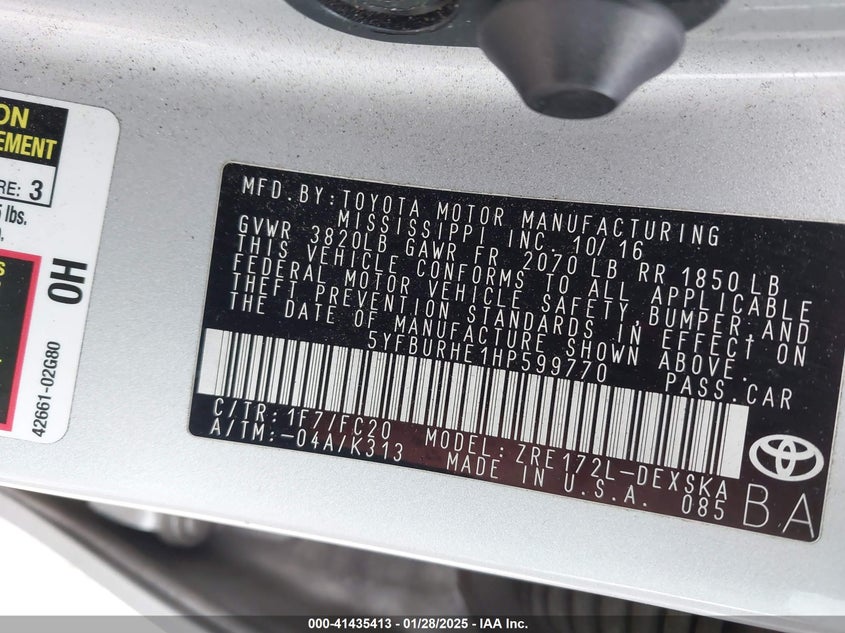 ON
EMENT
RE: 3
lbs.
S
HO
42661-02G80
MFD.BY:TOYOTA MOTOR MANUFACTURING
MISSISSIPPI INC. 10/16
GVWR 3820LB GAWR FR 2070 LB RR 1850 LB
THIS VEHICLE CONFORMS TO ALL APPLICABLE
FEDERAL MOTOR VEHICLE SAFETY, BUMPER, AND
THEFT PREVENTION STANDARDS IN EFFECT ON
THE DATE OF MANUFACTURE SHOWN ABOVE.
5YFBURHE1HP599770 PASS.CAR
C/TR:1F7/FC20 MODEL:ZRE172L-DEXSKA
A/TM:-04A/K313 MADE IN U.S.A. 085
BA
TOYOTA
000-41435413 | 01/28/2025 - IAA Inc.